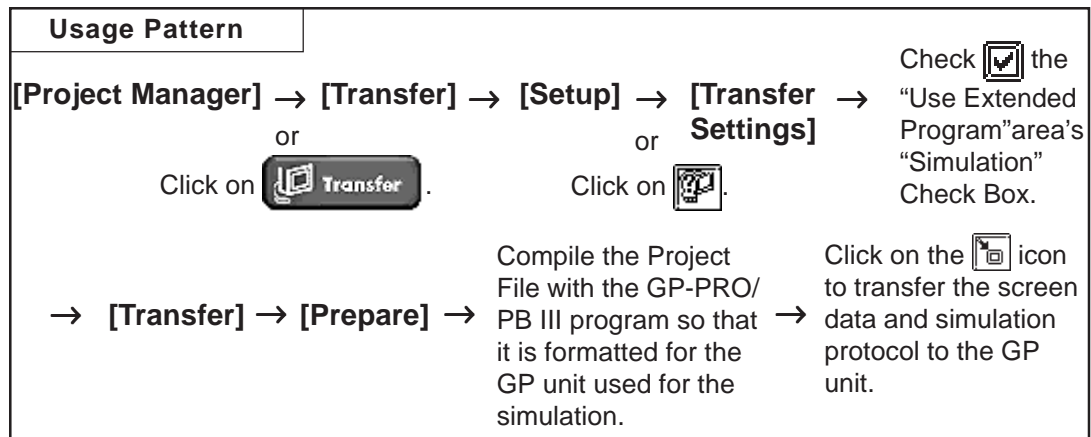 Usage Pattern
[Project Manager] → [Transfer] → [Setup] → [Transfer Settings] →
or
Click on Transfer .
or
Click on .
Check the
“Use Extended
Program”area’s
“Simulation”
Check Box.
→ [Transfer] → [Prepare] →
Compile the Project
File with the GP-PRO/
PB III program so that
it is formatted for the
GP unit used for the
simulation.
→
Click on the icon
to transfer the screen
data and simulation
protocol to the GP
unit.